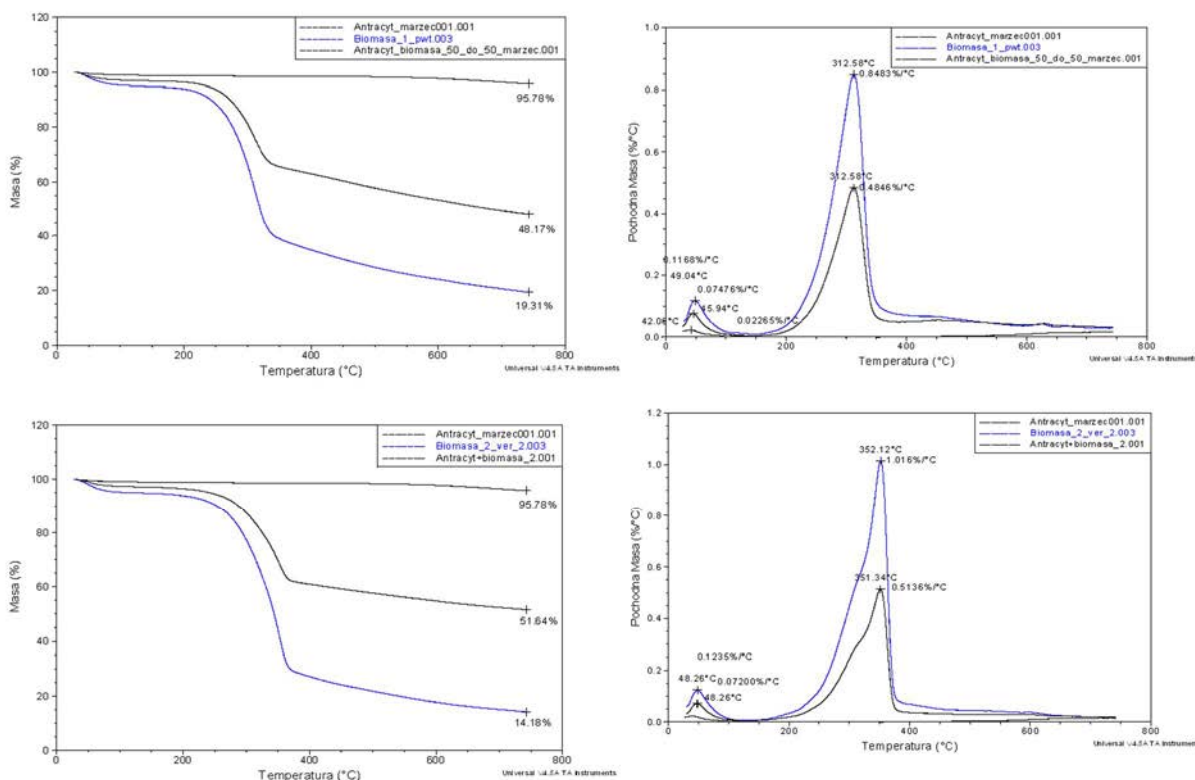 Antracyt_marzec001.001
Biomasa_1_pwt.003
Antracyt_biomasa_50_do_50_marzec.001
120
100
80
60
40
20
0
Masa (%)
95.78%
48.17%
19.31%
0
200
400
600
800
Temperatura (°C)
Universal V4.5A TA Instruments
Antracyt_marzec001.001
Biomasa_1_pwt.003
Antracyt_biomasa_50_do_50_marzec.001
1.0
0.8
0.6
0.4
0.2
0.0
Pochodna Masa (%/°C)
312.58°C
0.8483%/°C
312.58°C
0.4846%/°C
0.1168%/°C
49.04°C
0.07476%/°C
45.94°C
42.06°C
0.02265%/°C
0
200
400
600
800
Temperatura (°C)
Universal V4.5A TA Instruments
Antracyt_marzec001.001
Biomasa_2_ver_2.003
Antracyt+biomasa_2.001
120
100
80
60
40
20
0
Masa (%)
95.78%
51.64%
14.18%
0
200
400
600
800
Temperatura (°C)
Universal V4.5A TA Instruments
Antracyt_marzec001.001
Biomasa_2_ver_2.003
Antracyt+biomasa_2.001
1.2
1.0
0.8
0.6
0.4
0.2
0.0
Pochodna Masa (%/°C)
352.12°C
1.016%/°C
351.34°C
0.5136%/°C
0.1235%/°C
48.26°C
0.07200%/°C
48.26°C
0
200
400
600
800
Temperatura (°C)
Universal V4.5A TA Instruments